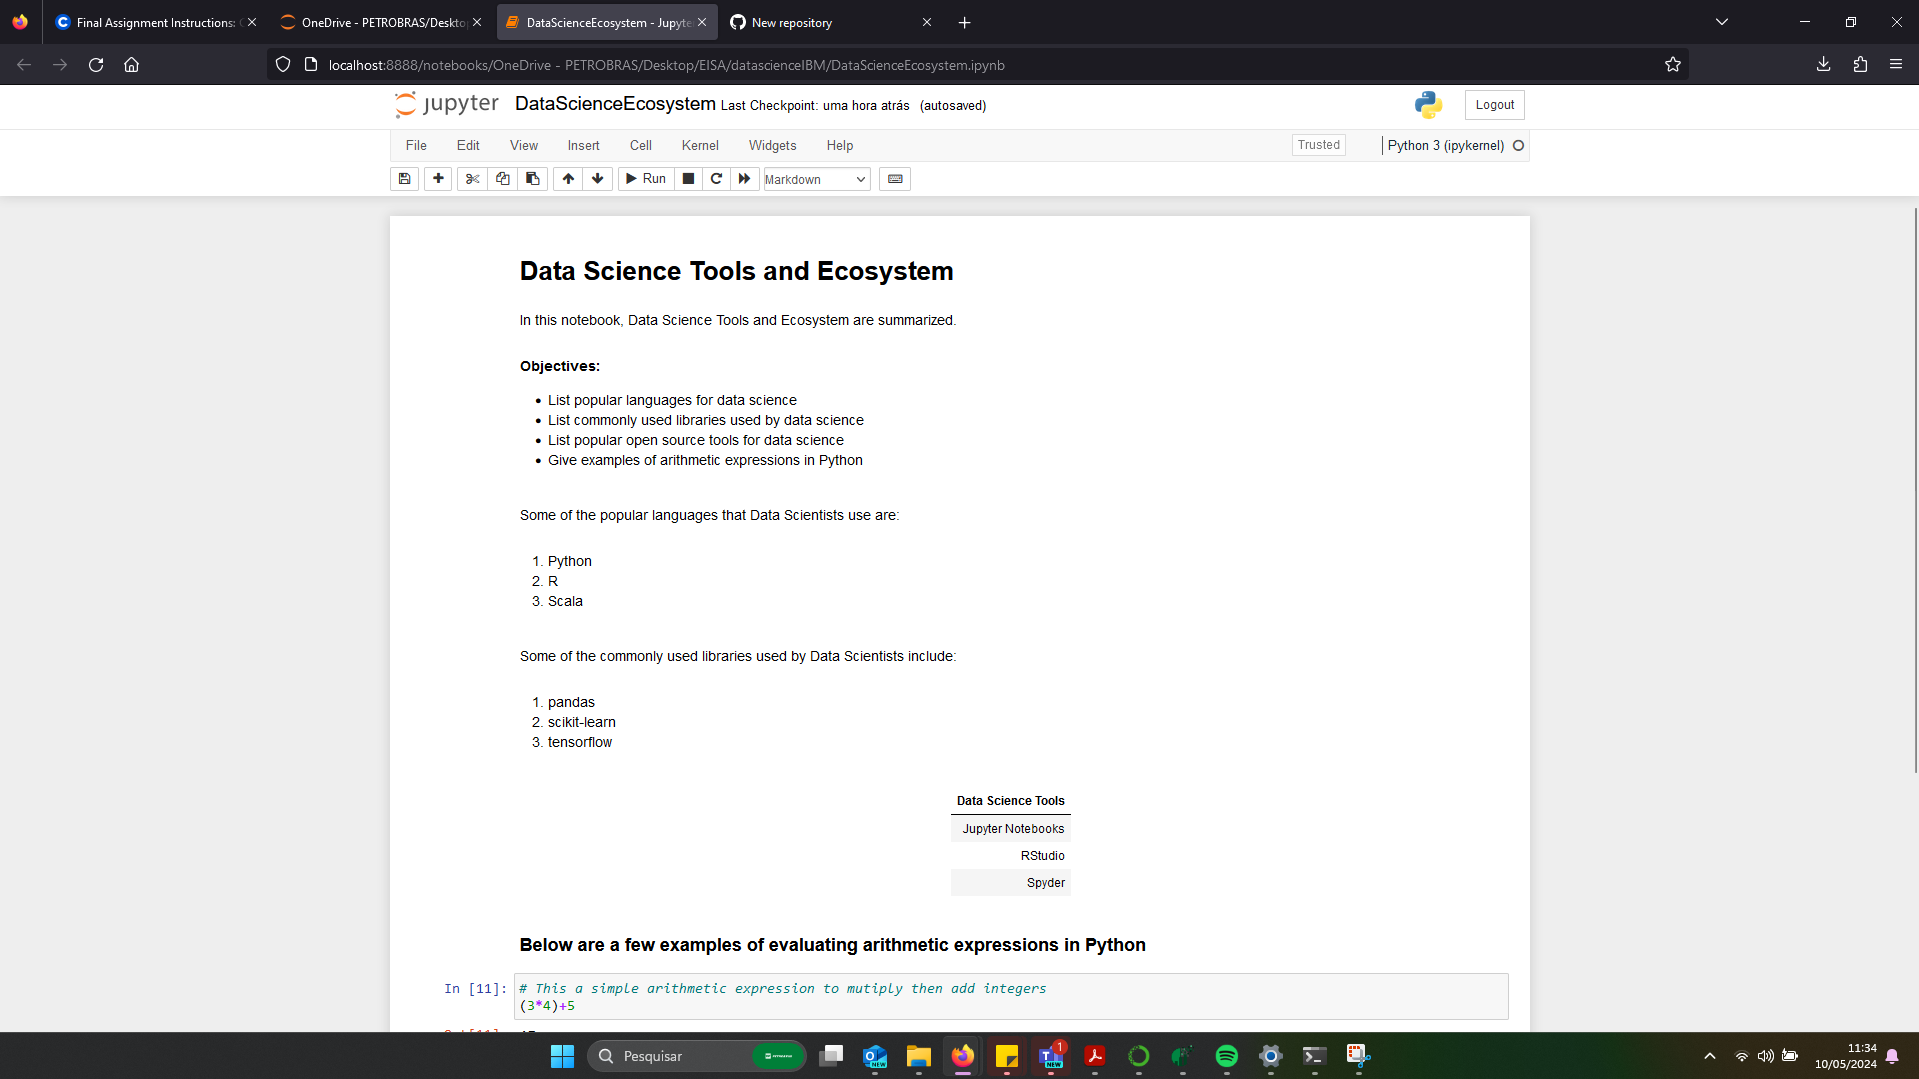 Final Assignment Instructions:
OneDrive - PETROBRAS/Deskto
DataScienceEcosystem - Jupyte
New repository
localhost:8888/notebooks/OneDrive - PETROBRAS/Desktop/EISA/datascienceIBM/DataScienceEcosystem.ipynb
jupyter DataScienceEcosystem Last Checkpoint: uma hora atrás (autosaved)
Logout
File Edit View Insert Cell Kernel Widgets Help
Trusted
Python 3 (ipykernel)
Run
Markdown
Data Science Tools and Ecosystem
In this notebook, Data Science Tools and Ecosystem are summarized.
Objectives:
• List popular languages for data science
• List commonly used libraries used by data science
• List popular open source tools for data science
• Give examples of arithmetic expressions in Python
Some of the popular languages that Data Scientists use are:
1. Python
2. R
3. Scala
Some of the commonly used libraries used by Data Scientists include:
1. pandas
2. scikit-learn
3. tensorflow
Data Science Tools
Jupyter Notebooks
RStudio
Spyder
Below are a few examples of evaluating arithmetic expressions in Python
In [11]: # This a simple arithmetic expression to mutiply then add integers
(3*4)+5
Pesquisar
NEW
1
NEW
11:34
10/05/2024